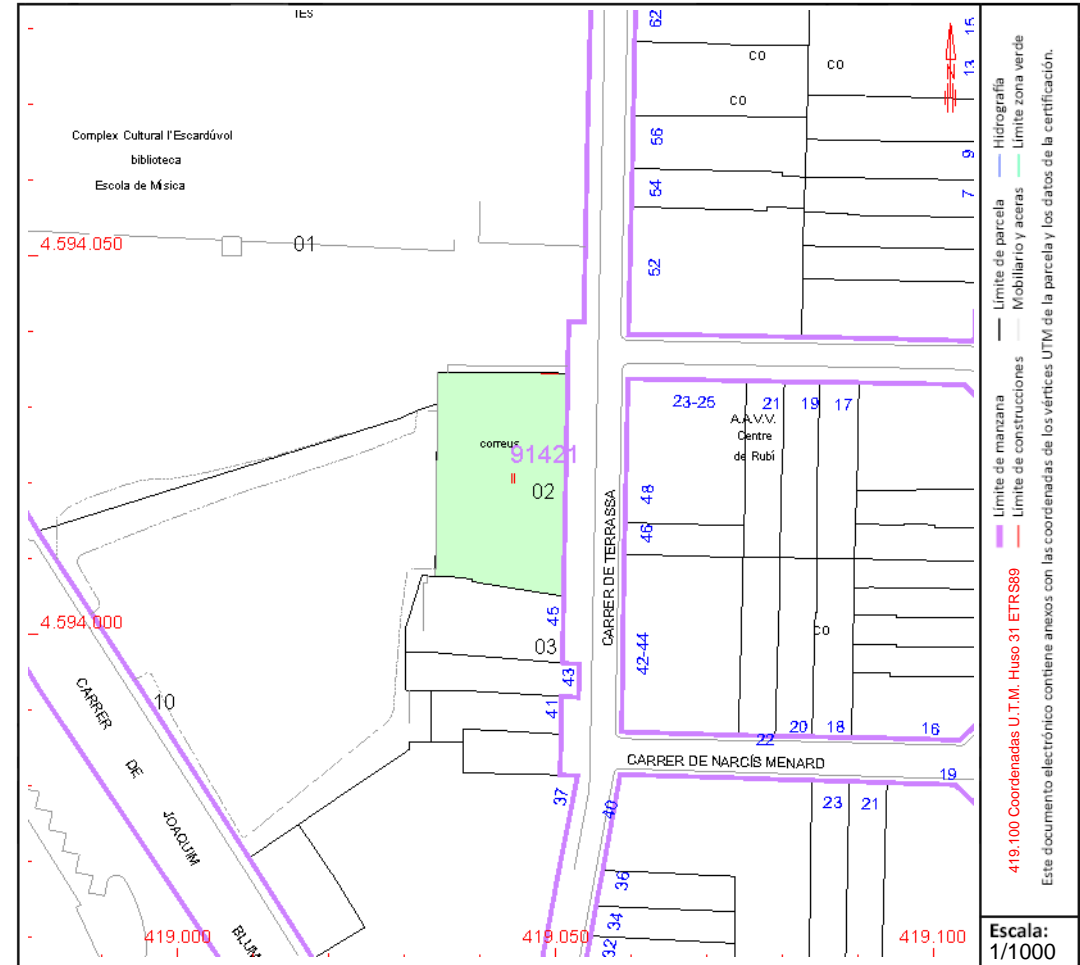 IES
62
CO
CO
CO
15
13
N
Complex Cultural l'Escardúvol
biblioteca
Escola de Música
56
54
9
7
4.594.050
01
52
correus
91421
II
02
23-25
21
19
17
A.A.V.V.
Centre
de Rubí
48
46
CARRER DE TERRASSA
42-44
CO
4.594.000
45
03
43
41
10
20
18
16
22
CARRER DE NARCÍS MENARD
19
37
40
23
21
36
34
32
CARRER
DE
JOAQUIM
BLUM
419.000
419.050
419.100
Límite de manzana
Límite de parcela
Hidrografía
419.100 Coordenadas U.T.M. Huso 31 ETRS89
Límite de construcciones
Mobiliario y aceras
Límite zona verde
Este documento electrónico contiene anexos con las coordenadas de los vértices UTM de la parcela y los datos de la certificación.
Escala:
1/1000